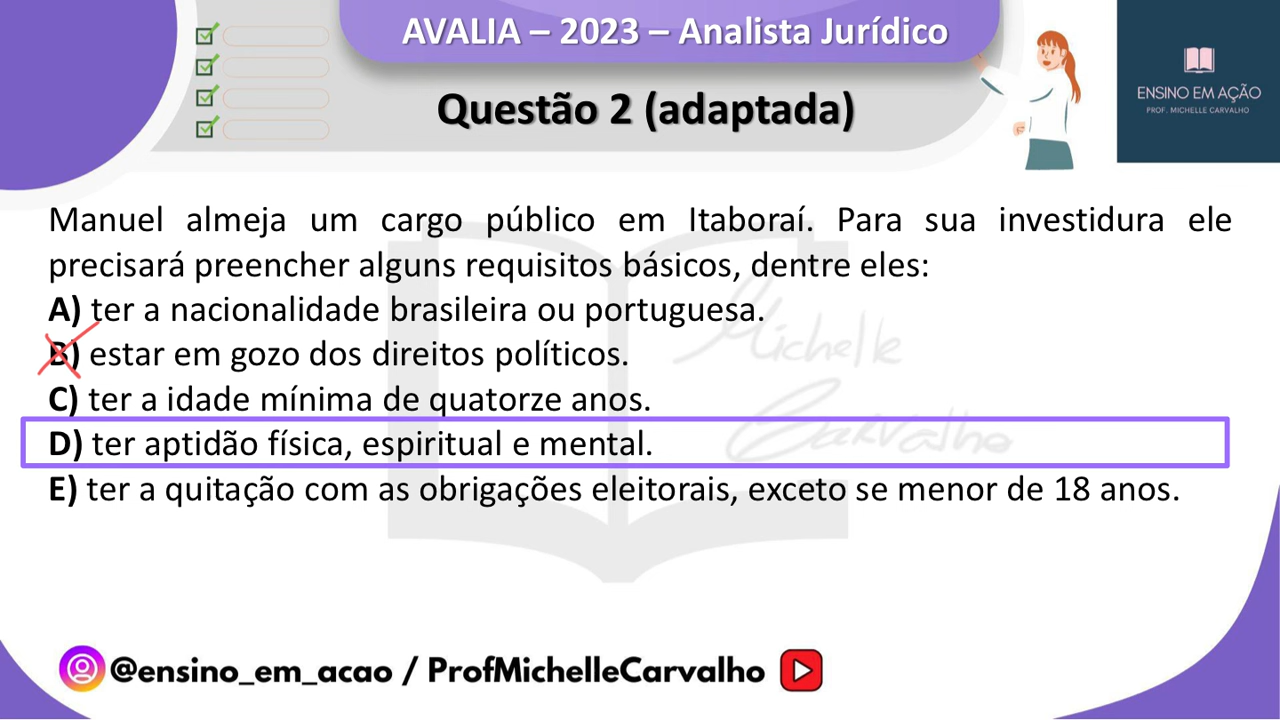 AVALIA – 2023 – Analista Jurídico
Questão 2 (adaptada)
ENSINO EM AÇÃO
PROF. MICHELLE CARVALHO
Manuel almeja um cargo público em Itaboraí. Para sua investidura ele
precisará preencher alguns requisitos básicos, dentre eles:
A) ter a nacionalidade brasileira ou portuguesa.
B) estar em gozo dos direitos políticos.
C) ter a idade mínima de quatorze anos.
D) ter aptidão física, espiritual e mental.
E) ter a quitação com as obrigações eleitorais, exceto se menor de 18 anos.
Michelle
Carvalho
@ensino_em_acao / ProfMichelleCarvalho